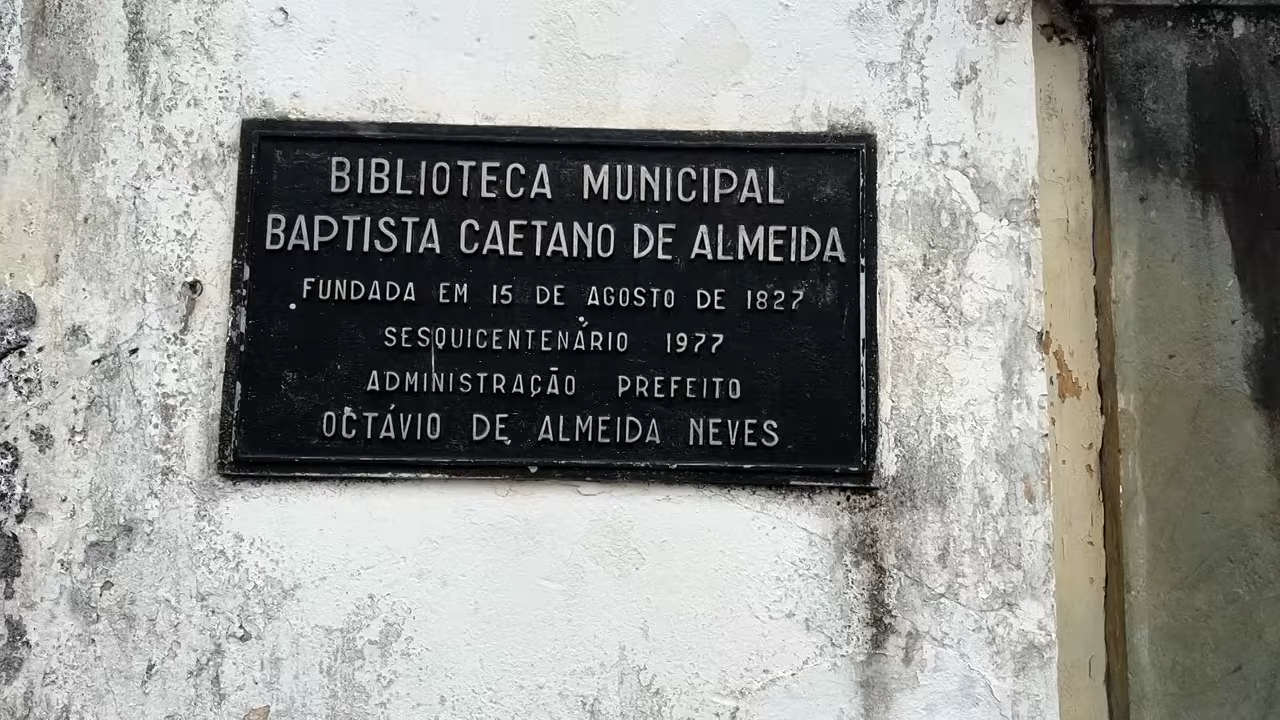 BIBLIOTECA MUNICIPAL
BAPTISTA CAETANO DE ALMEIDA
FUNDADA EM 15 DE AGOSTO DE 1827
SESQUICENTENÁRIO 1977
ADMINISTRAÇÃO PREFEITO
OCTÁVIO DE ALMEIDA NEVES